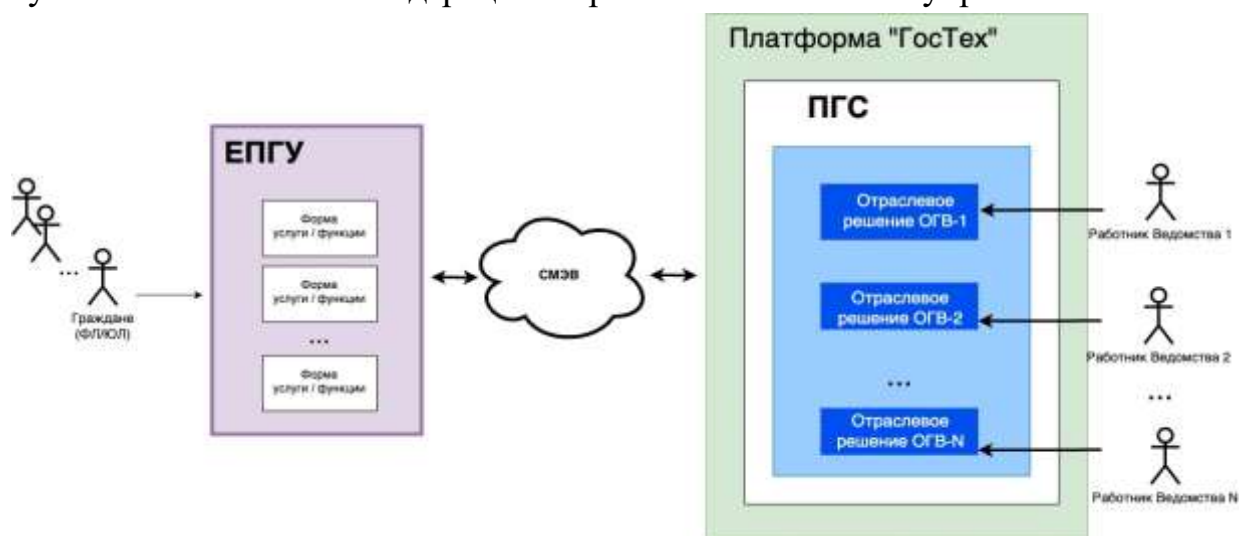 Платформа "ГосТех"
ПГС
ЕПГУ
Форма
услуги / функции
Форма
услуги / функции
...
Форма
услуги / функции
...
Граждане
(ФЛ/ЮЛ)
СМЭВ
Отраслевое
решение ОГВ-1
Отраслевое
решение ОГВ-2
...
Отраслевое
решение ОГВ-N
Работник Ведомства 1
Работник Ведомства 2
...
Работник Ведомства N